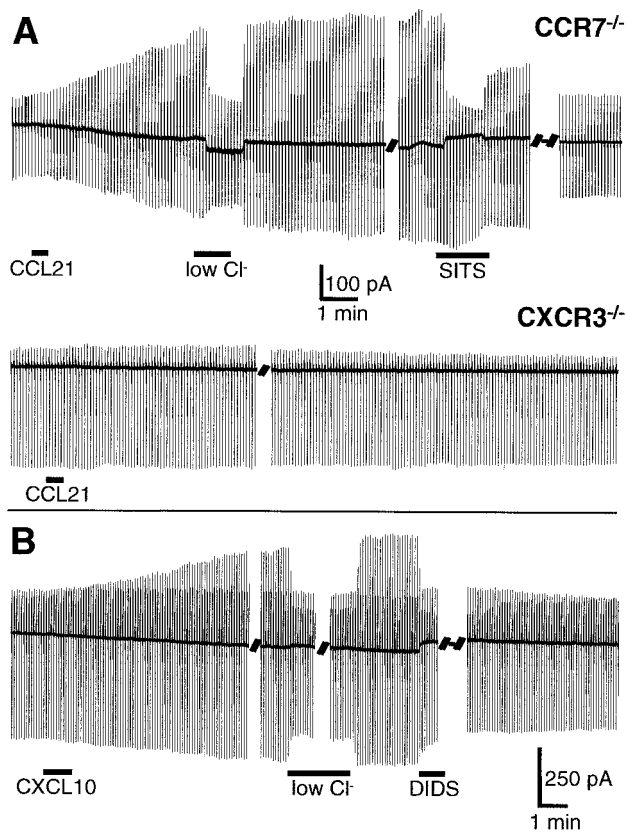 A
CCR7-/-
CCL21
low Cl-
100 pA
1 min
SITS
CXCR3-/-
CCL21
B
CXCL10
low Cl-
DIDS
250 pA
1 min